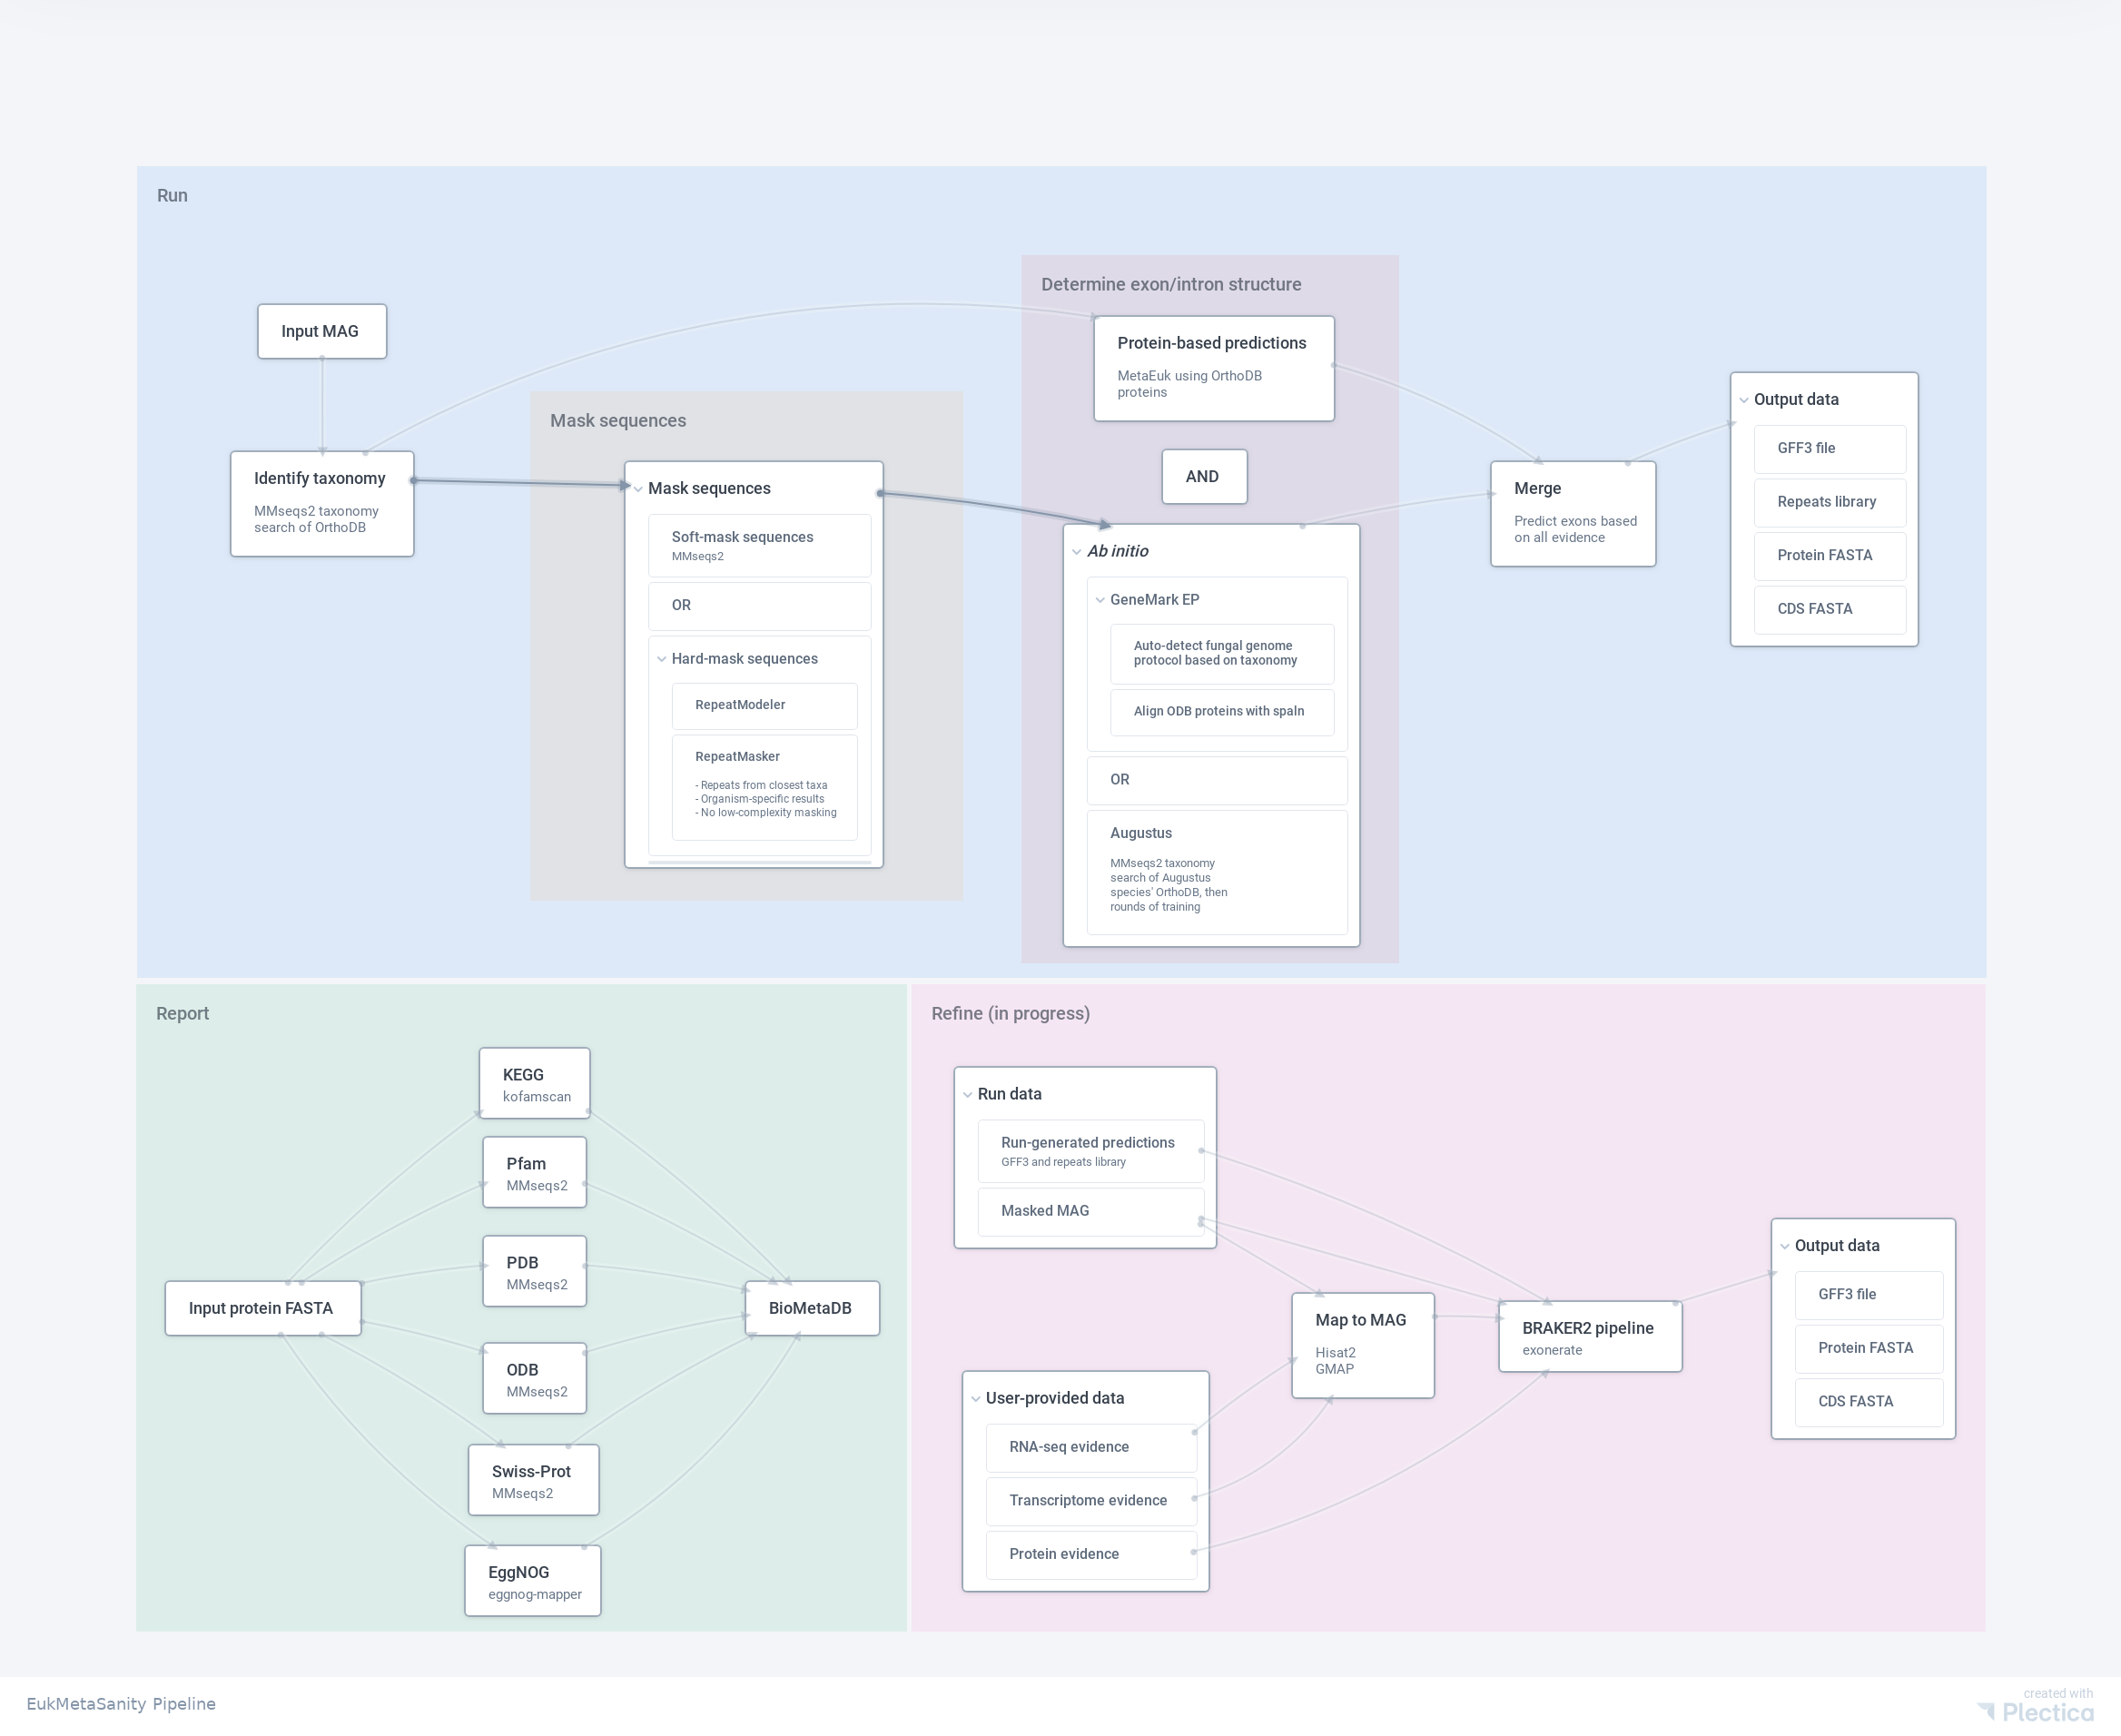 Run
Input MAG
Identify taxonomy
MMseqs2 taxonomy
search of OrthoDB
Mask sequences
Mask sequences
Soft-mask sequences
MMseqs2
OR
Hard-mask sequences
RepeatModeler
RepeatMasker
- Repeats from closest taxa
- Organism-specific results
- No low-complexity masking
Determine exon/intron structure
Protein-based predictions
MetaEuk using OrthoDB
proteins
AND
Ab initio
GeneMark EP
Auto-detect fungal genome
protocol based on taxonomy
Align ODB proteins with spaln
OR
Augustus
MMseqs2 taxonomy
search of Augustus
species' OrthoDB, then
rounds of training
Merge
Predict exons based
on all evidence
Output data
GFF3 file
Repeats library
Protein FASTA
CDS FASTA
Report
Input protein FASTA
KEGG
kofamscan
Pfam
MMseqs2
PDB
MMseqs2
ODB
MMseqs2
Swiss-Prot
MMseqs2
EggNOG
eggnog-mapper
BioMetaDB
Refine (in progress)
Run data
Run-generated predictions
GFF3 and repeats library
Masked MAG
User-provided data
RNA-seq evidence
Transcriptome evidence
Protein evidence
Map to MAG
Hisat2
GMAP
BRAKER2 pipeline
exonerate
Output data
GFF3 file
Protein FASTA
CDS FASTA
EukMetaSanity Pipeline
created with
Plectica